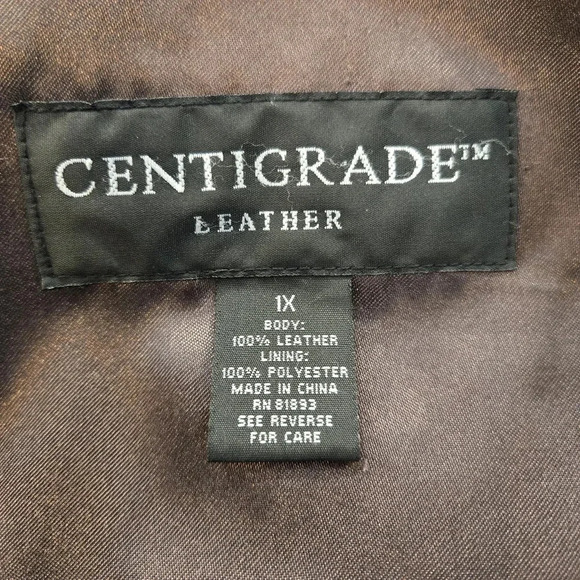 CENTIGRADE™
LEATHER
1X
BODY:
100% LEATHER
LINING:
100% POLYESTER
MADE IN CHINA
RN 81893
SEE REVERSE
FOR CARE